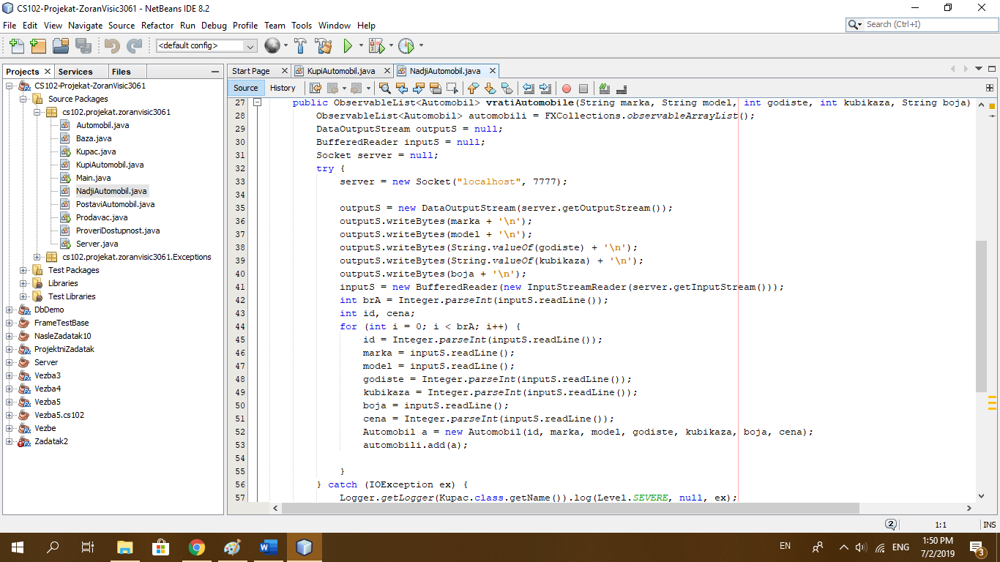 CS102-Projekat-ZoranVisic3061 - NetBeans IDE 8.2
File Edit View Navigate Source Refactor Run Debug Profile Team Tools Window Help
Search (Ctrl+I)
<default config>
Projects Services Files
CS102-Projekat-ZoranVisic3061
Source Packages
cs102.projekat.zoranvisic3061
Automobil.java
Baza.java
Kupac.java
KupiAutomobil.java
Main.java
NadjiAutomobil.java
PostaviAutomobil.java
Prodavac.java
ProveriDostupnost.java
Server.java
cs102.projekat.zoranvisic3061.Exceptions
Test Packages
Libraries
Test Libraries
DbDemo
FrameTestBase
NasleZadatak10
ProjektniZadatak
Server
Vezba3
Vezba4
Vezba5
Vezba5.cs102
Vezbe
Zadatak2
Start Page KupiAutomobil.java NadjiAutomobil.java
Source History
27 public ObservableList<Automobil> vratiAutomobile(String marka, String model, int godiste, int kubikaza, String boja)
28 ObservableList<Automobil> automobili = FXCollections.observableArrayList();
29 DataOutputStream outputS = null;
30 BufferedReader inputS = null;
31 Socket server = null;
32 try {
33 server = new Socket("localhost", 7777);
34
35 outputS = new DataOutputStream(server.getOutputStream());
36 outputS.writeBytes(marka + '\n');
37 outputS.writeBytes(model + '\n');
38 outputS.writeBytes(String.valueOf(godiste) + '\n');
39 outputS.writeBytes(String.valueOf(kubikaza) + '\n');
40 outputS.writeBytes(boja + '\n');
41 inputS = new BufferedReader(new InputStreamReader(server.getInputStream()));
42 int brA = Integer.parseInt(inputS.readLine());
43 int id, cena;
44 for (int i = 0; i < brA; i++) {
45 id = Integer.parseInt(inputS.readLine());
46 marka = inputS.readLine();
47 model = inputS.readLine();
48 godiste = Integer.parseInt(inputS.readLine());
49 kubikaza = Integer.parseInt(inputS.readLine());
50 boja = inputS.readLine();
51 cena = Integer.parseInt(inputS.readLine());
52 Automobil a = new Automobil(id, marka, model, godiste, kubikaza, boja, cena);
53 automobili.add(a);
54
55 }
56 } catch (IOException ex) {
57 Logger.getLogger(Kupac.class.getName()).log(Level.SEVERE, null, ex);
2 1:1 INS
EN ENG 1:50 PM
7/2/2019 3